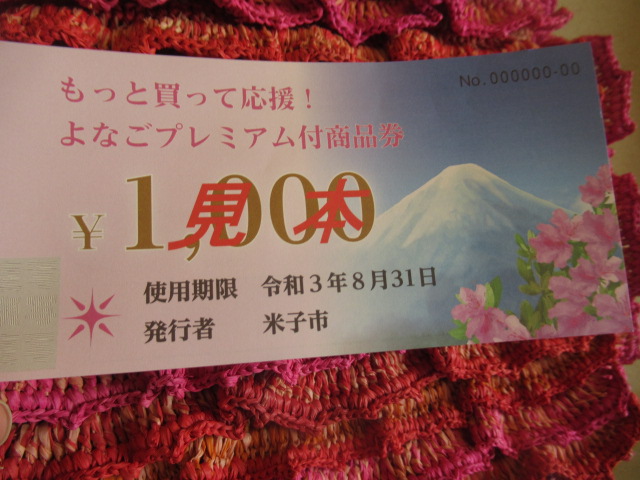 No.000000-00
もっと買って応援！
よなごプレミアム付商品券
¥1,000
見本
使用期限 令和3年8月31日
発行者 米子市